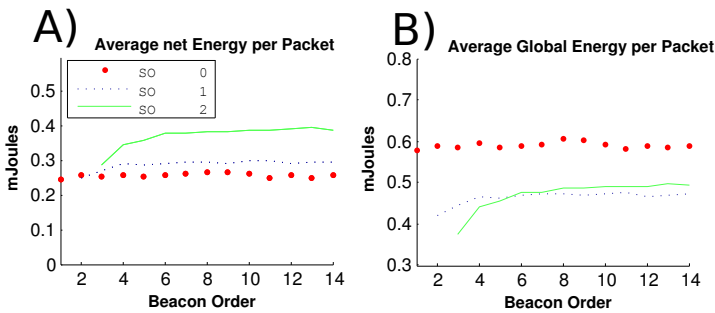 A)
Average net Energy per Packet
SO 0
SO 1
SO 2
mJoules
0.5
0.4
0.3
0.2
0.1
0
2 4 6 8 10 12 14
Beacon Order
B)
Average Global Energy per Packet
mJoules
0.8
0.7
0.6
0.5
0.4
0.3
2 4 6 8 10 12 14
Beacon Order